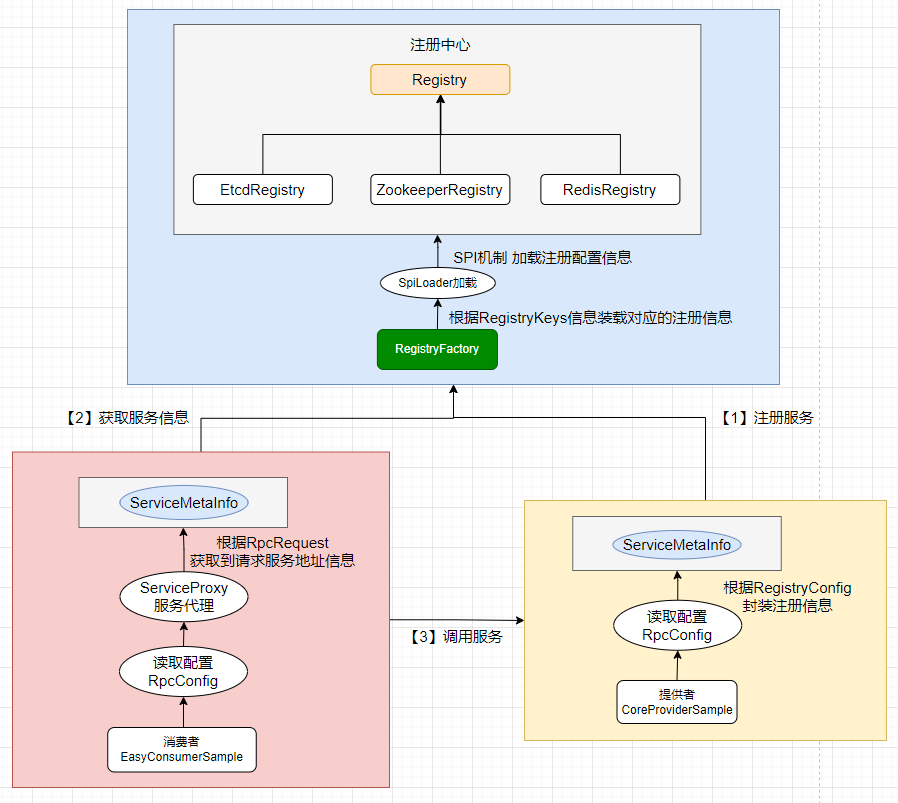 注册中心
Registry
EtcdRegistry
ZookeeperRegistry
RedisRegistry
SPI机制 加载注册配置信息
SpiLoader加载
根据RegistryKeys信息装载对应的注册信息
RegistryFactory
【2】获取服务信息
【1】注册服务
ServiceMetaInfo
根据RpcRequest
获取到请求服务地址信息
ServiceProxy
服务代理
读取配置
RpcConfig
消费者
EasyConsumerSample
【3】调用服务
ServiceMetaInfo
根据RegistryConfig
封装注册信息
读取配置
RpcConfig
提供者
CoreProviderSample